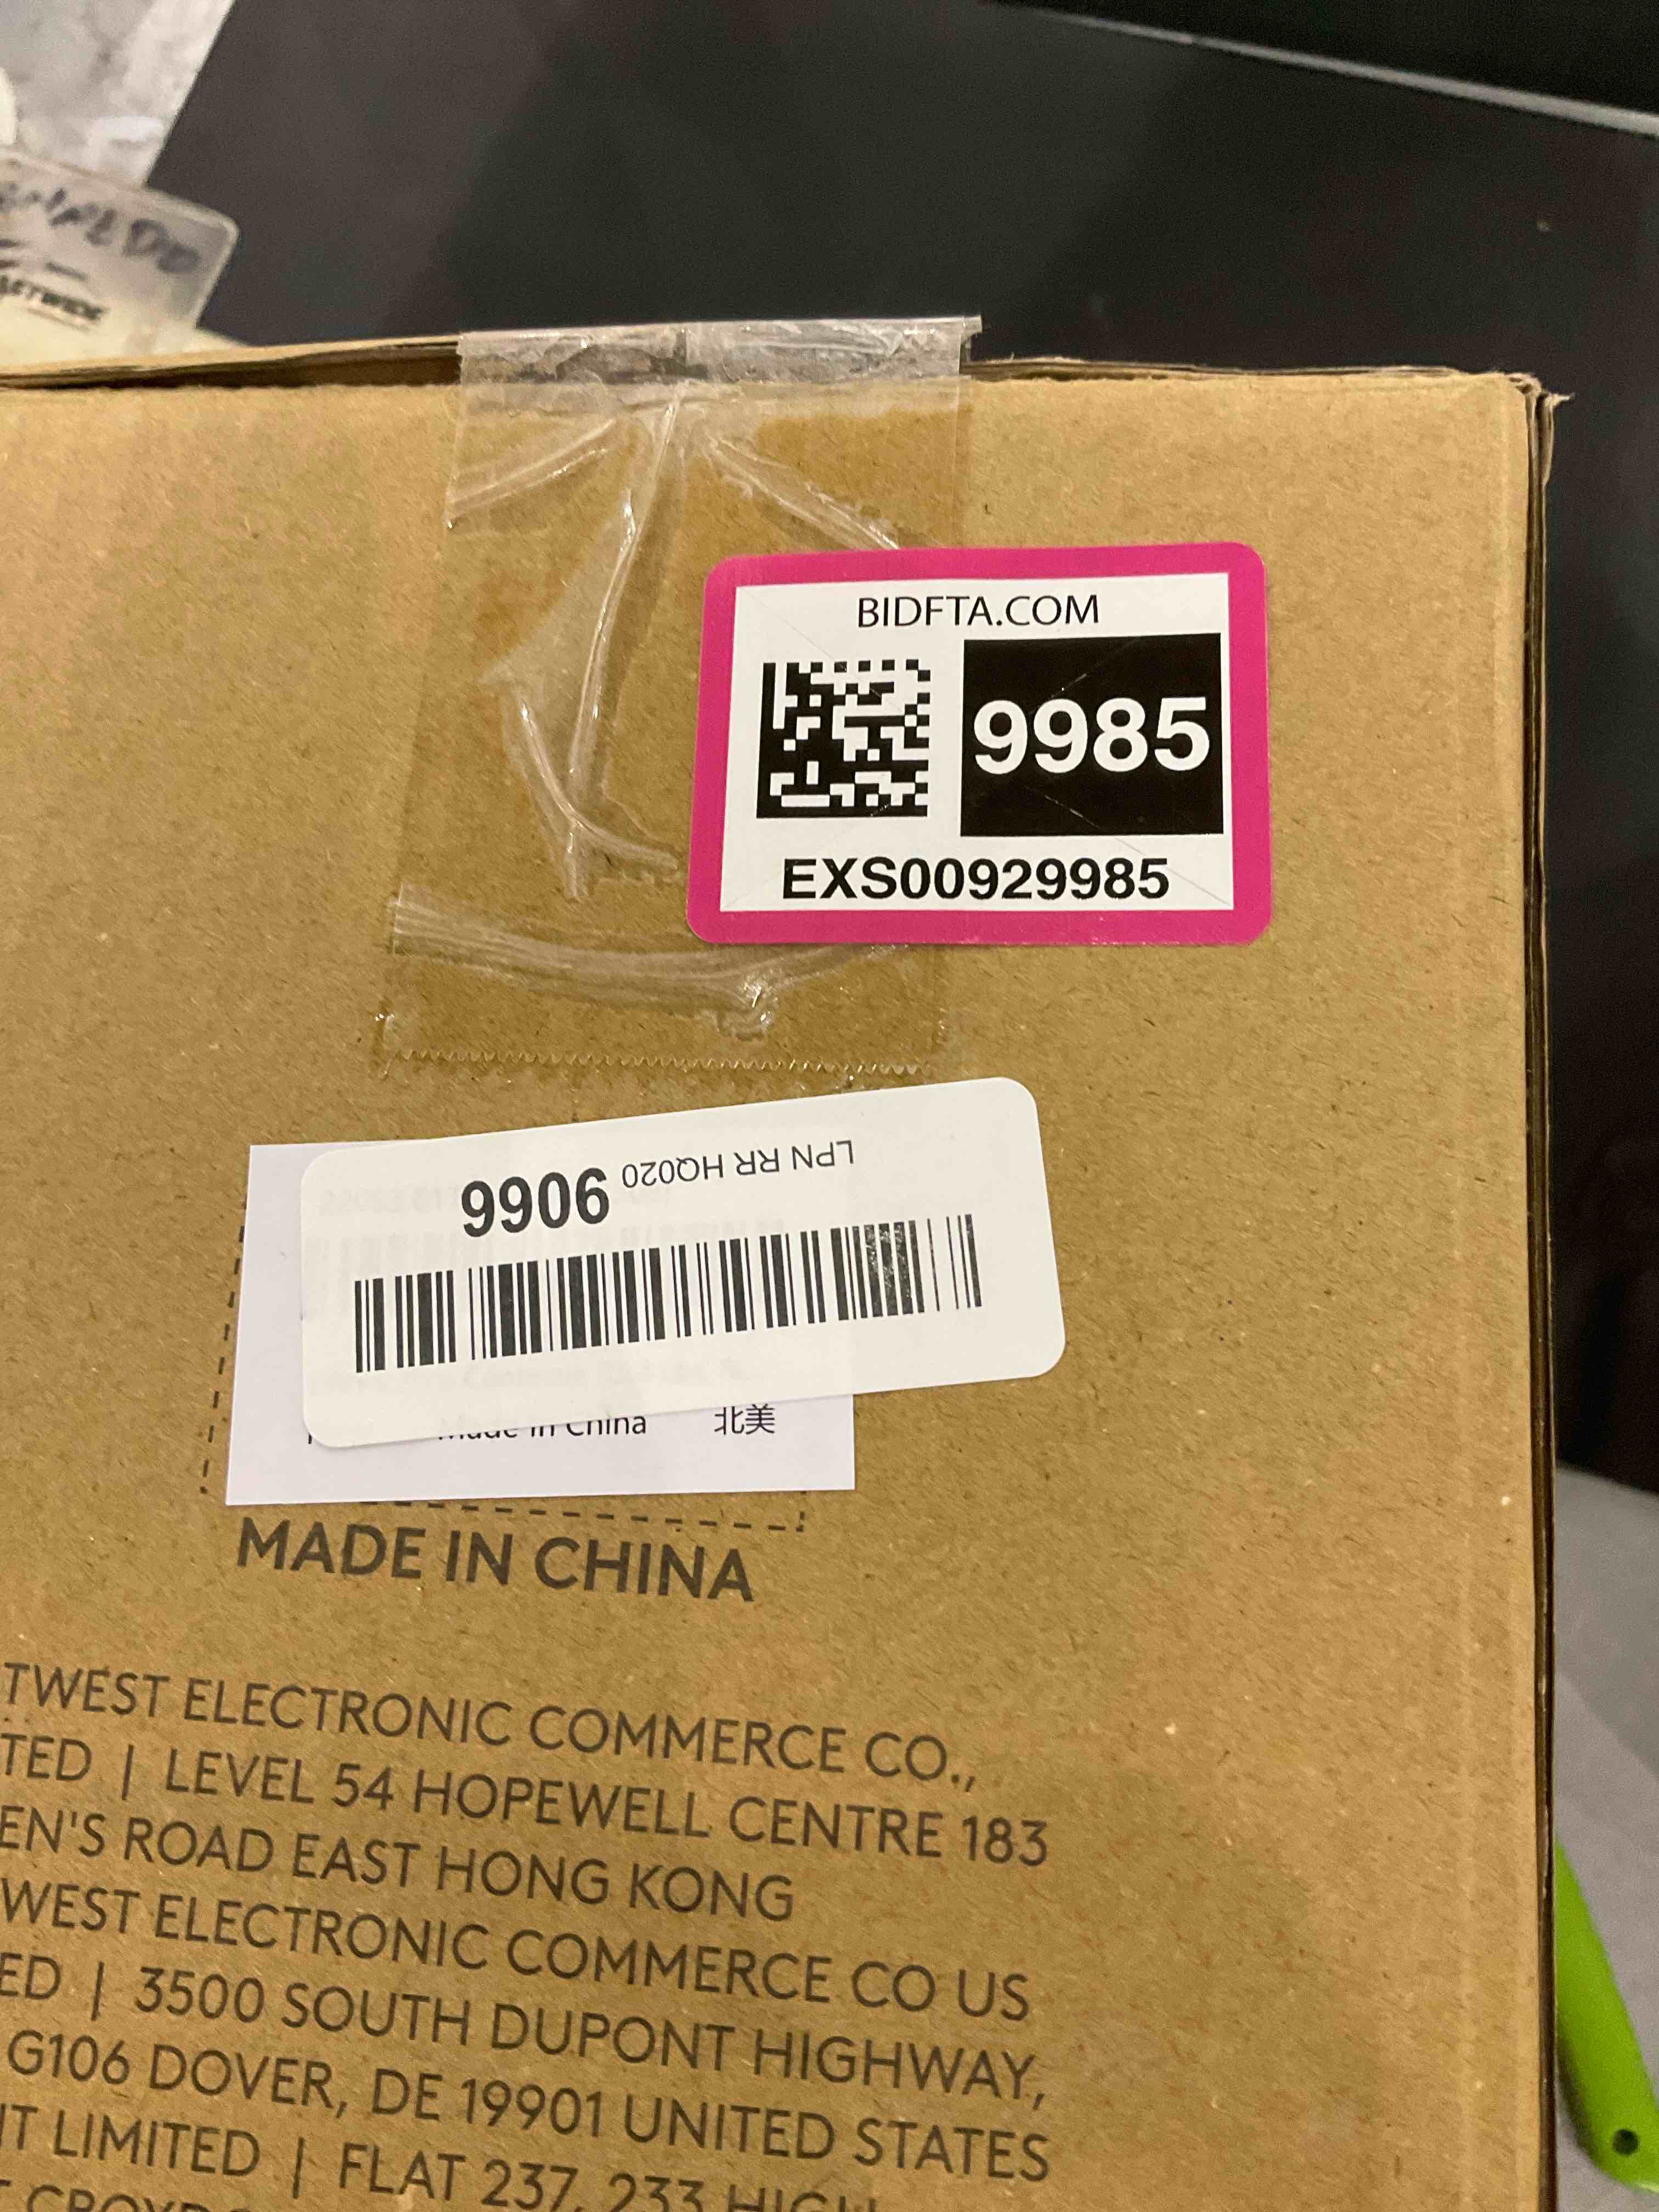 BIDFTA.COM
9985
EXS00929985
LPN RR HQ020 9066
Made in China 北美
MADE IN CHINA
TWEST ELECTRONIC COMMERCE CO.,
TED | LEVEL 54 HOPEWELL CENTRE 183
EN'S ROAD EAST HONG KONG
WEST ELECTRONIC COMMERCE CO US
ED | 3500 SOUTH DUPONT HIGHWAY,
G106 DOVER, DE 19901 UNITED STATES
IT LIMITED | FLAT 237, 233 HIGH